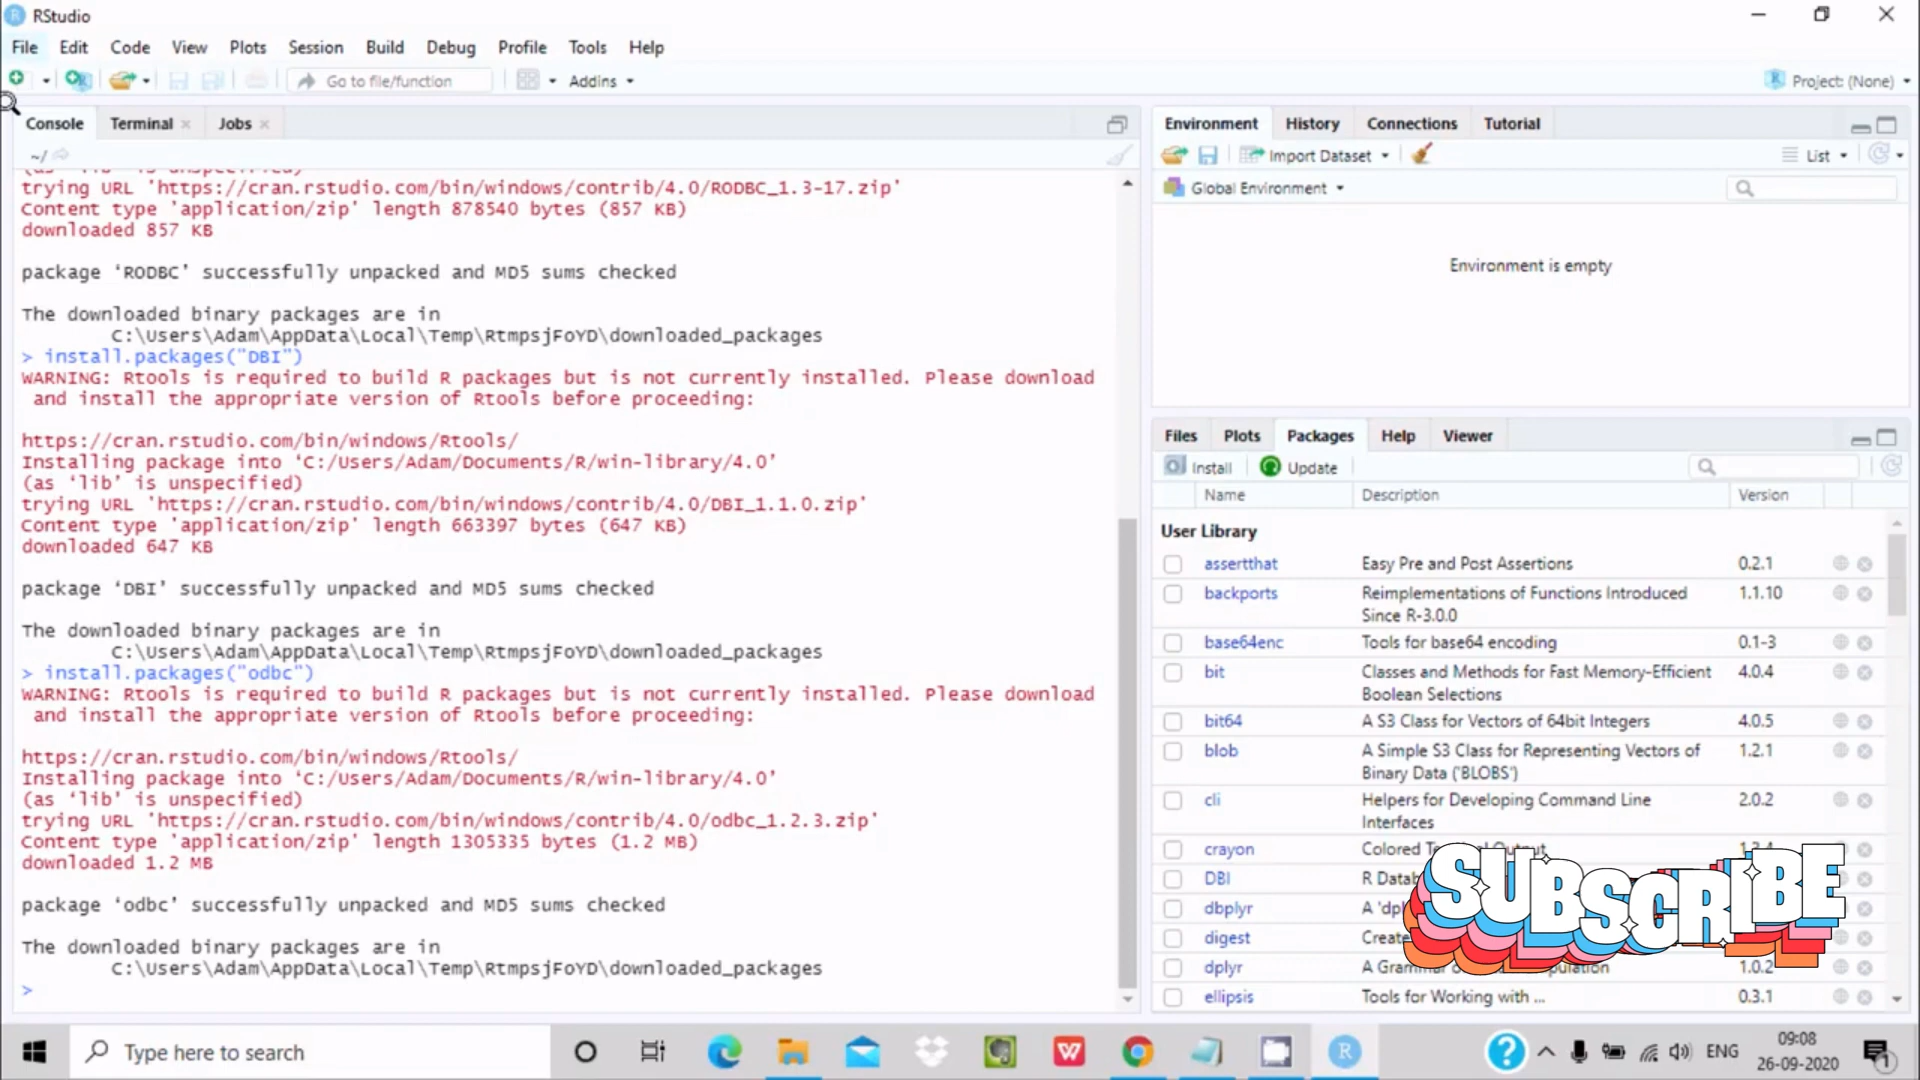 RStudio
File Edit Code View Plots Session Build Debug Profile Tools Help
Go to file/function Addins Project: (None)
Console Terminal Jobs
~/
trying URL 'https://cran.rstudio.com/bin/windows/contrib/4.0/RODBC_1.3-17.zip'
Content type 'application/zip' length 878540 bytes (857 KB)
downloaded 857 KB
package ‘RODBC’ successfully unpacked and MD5 sums checked
The downloaded binary packages are in
C:\Users\Adam\AppData\Local\Temp\RtmpsjFoYD\downloaded_packages
> install.packages("DBI")
WARNING: Rtools is required to build R packages but is not currently installed. Please download
and install the appropriate version of Rtools before proceeding:
https://cran.rstudio.com/bin/windows/Rtools/
Installing package into ‘C:/Users/Adam/Documents/R/win-library/4.0’
(as ‘lib’ is unspecified)
trying URL 'https://cran.rstudio.com/bin/windows/contrib/4.0/DBI_1.1.0.zip'
Content type 'application/zip' length 663397 bytes (647 KB)
downloaded 647 KB
package ‘DBI’ successfully unpacked and MD5 sums checked
The downloaded binary packages are in
C:\Users\Adam\AppData\Local\Temp\RtmpsjFoYD\downloaded_packages
> install.packages("odbc")
WARNING: Rtools is required to build R packages but is not currently installed. Please download
and install the appropriate version of Rtools before proceeding:
https://cran.rstudio.com/bin/windows/Rtools/
Installing package into ‘C:/Users/Adam/Documents/R/win-library/4.0’
(as ‘lib’ is unspecified)
trying URL 'https://cran.rstudio.com/bin/windows/contrib/4.0/odbc_1.2.3.zip'
Content type 'application/zip' length 1305335 bytes (1.2 MB)
downloaded 1.2 MB
package ‘odbc’ successfully unpacked and MD5 sums checked
The downloaded binary packages are in
C:\Users\Adam\AppData\Local\Temp\RtmpsjFoYD\downloaded_packages
>
Environment History Connections Tutorial
Import Dataset List
Global Environment
Environment is empty
Files Plots Packages Help Viewer
Install Update
Name Description Version
User Library
assertthat Easy Pre and Post Assertions 0.2.1
backports Reimplementations of Functions Introduced 1.1.10
Since R-3.0.0
base64enc Tools for base64 encoding 0.1-3
bit Classes and Methods for Fast Memory-Efficient 4.0.4
Boolean Selections
bit64 A S3 Class for Vectors of 64bit Integers 4.0.5
blob A Simple S3 Class for Representing Vectors of 1.2.1
Binary Data ('BLOBS')
cli Helpers for Developing Command Line 2.0.2
Interfaces
crayon Colored
DBI R
dbplyr A
digest
dplyr A 1.0.2
ellipsis Tools for Working with ... 0.3.1
SUBSCRIBE
Type here to search
ENG
09:08
26-09-2020
1